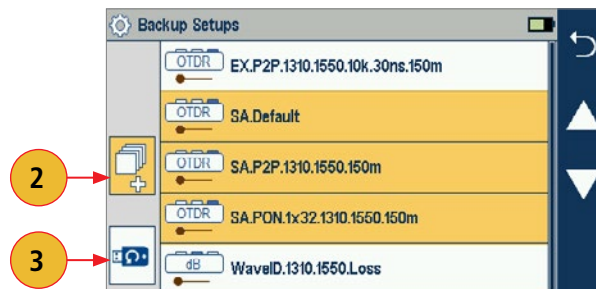 Backup Setups
OTDR EX.P2P.1310.1550.10k.30ns.150m
OTDR SA.Default
2
OTDR SA.P2P.1310.1550.150m
OTDR SA.PON.1x32.1310.1550.150m
3
dB WaveID.1310.1550.Loss